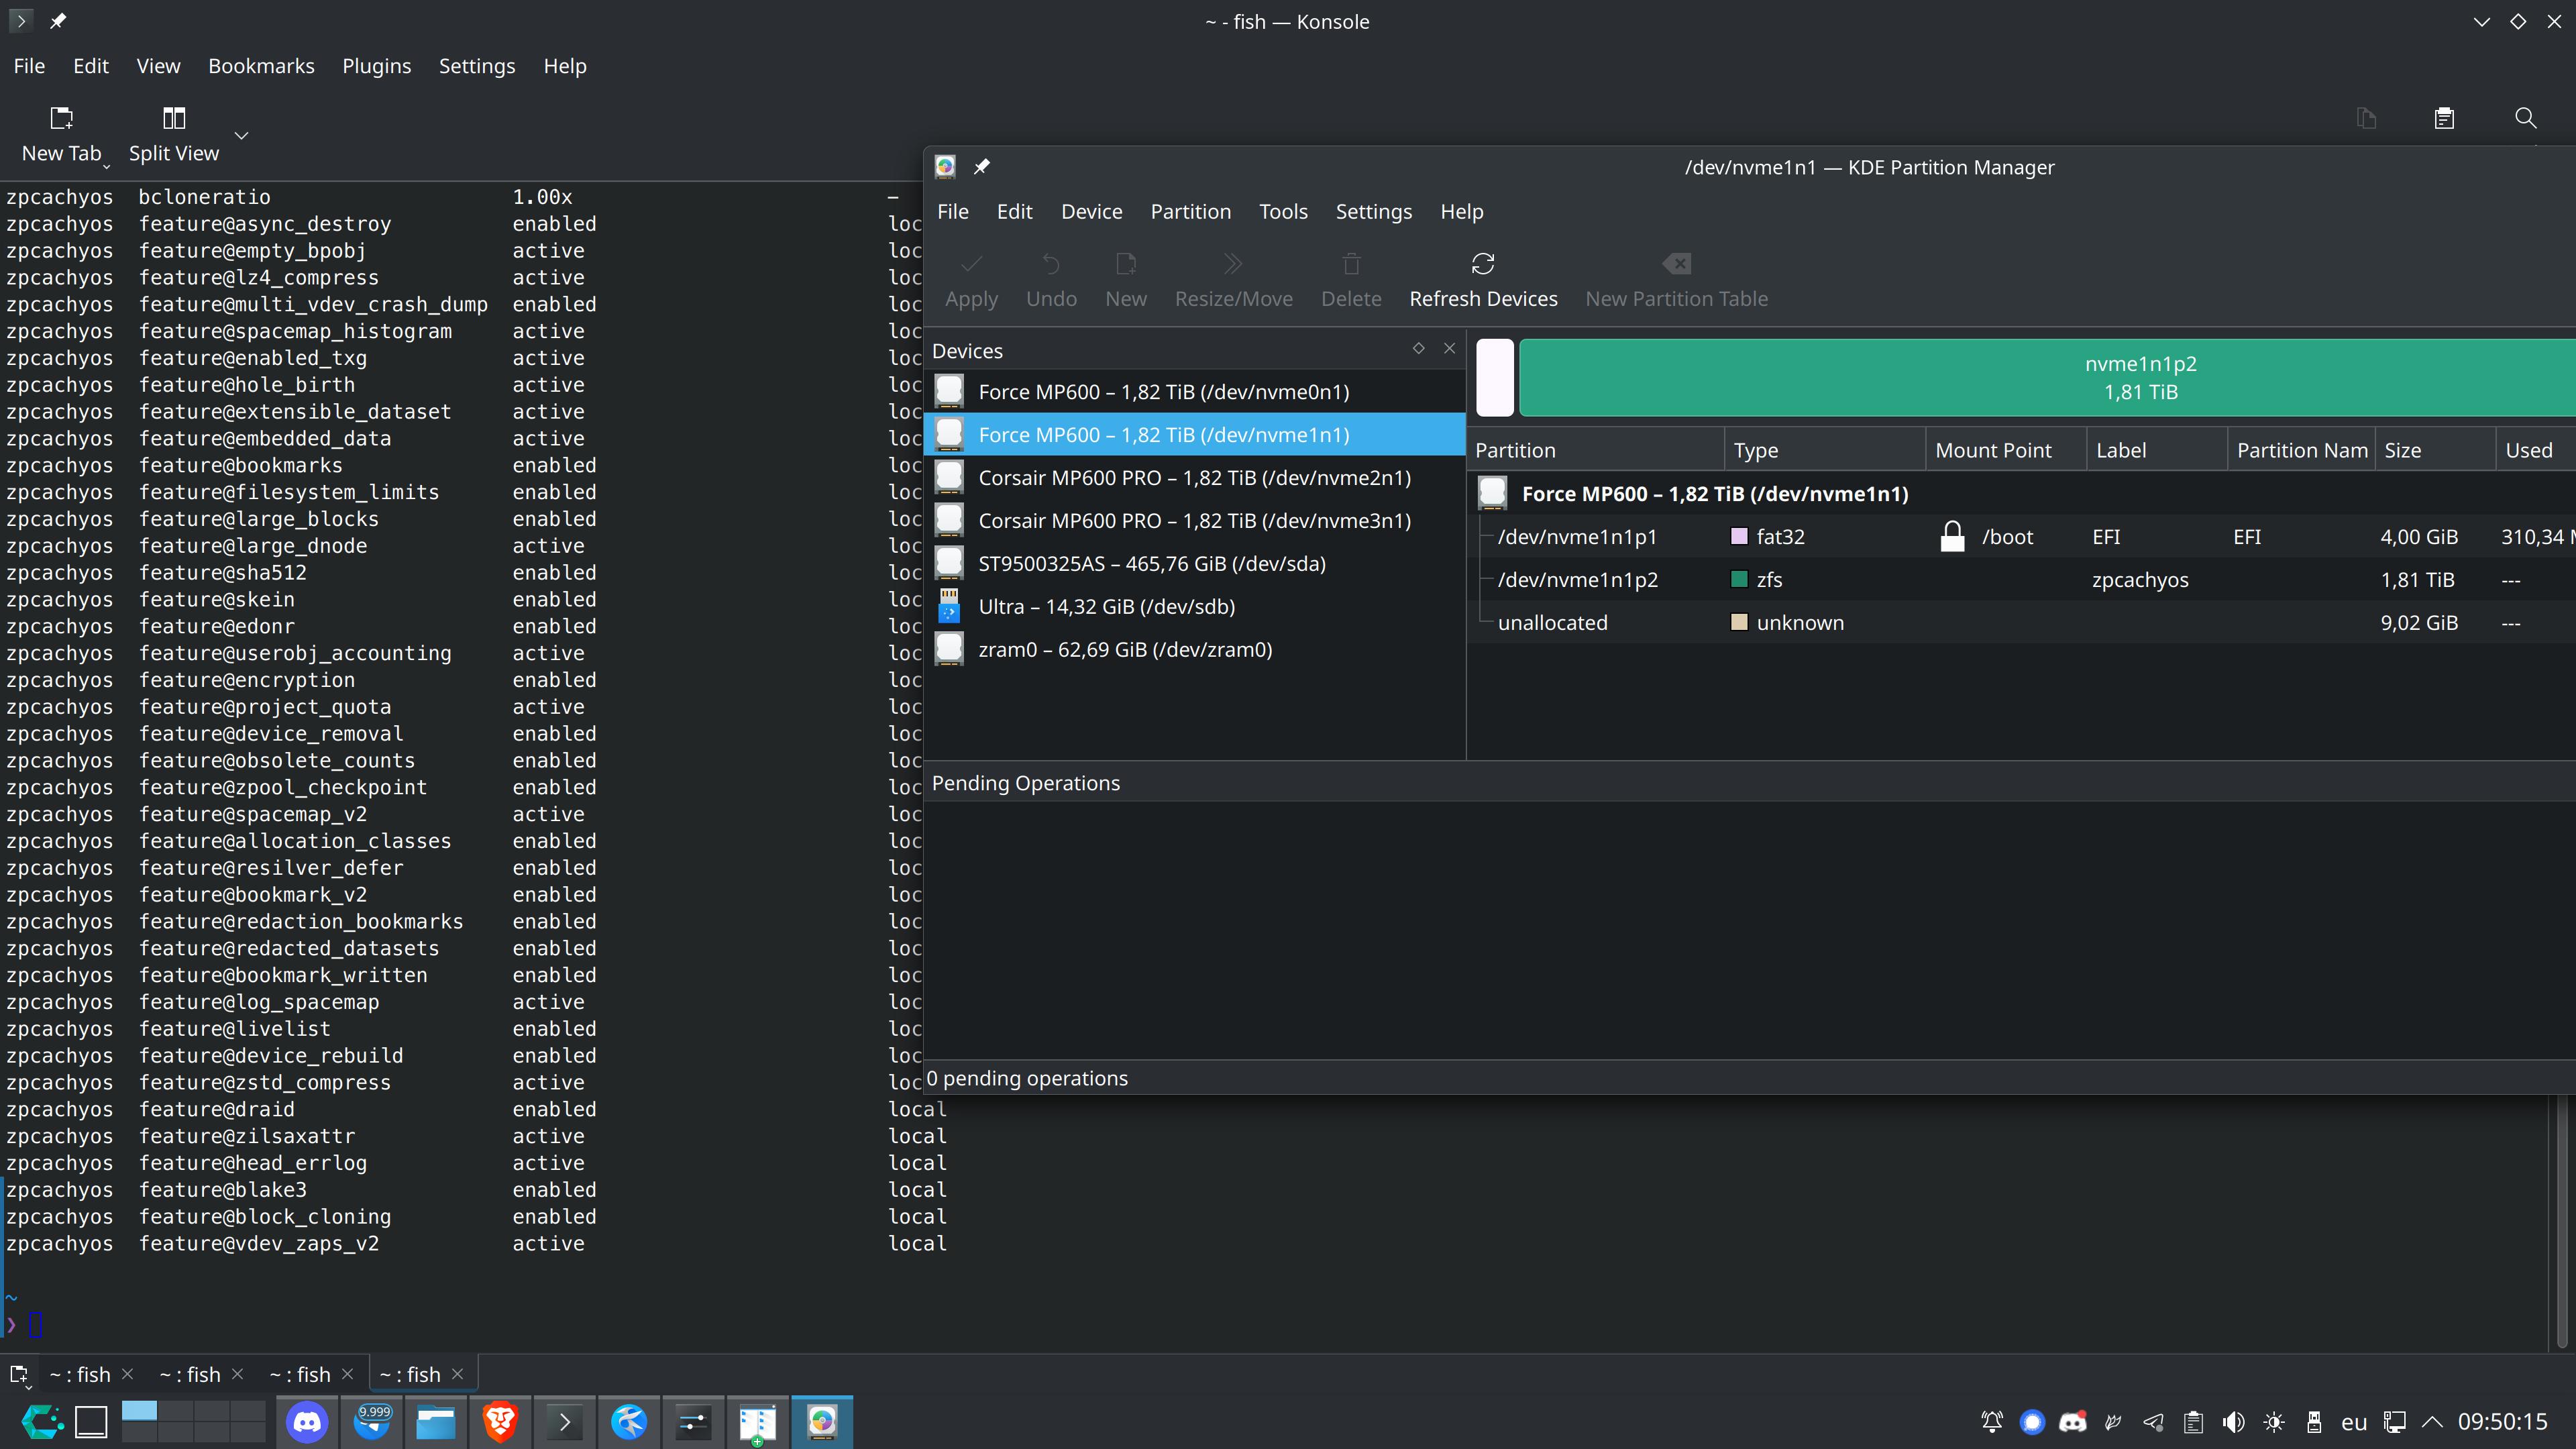 ~ - fish — Konsole
File Edit View Bookmarks Plugins Settings Help
New Tab Split View
zpcachyos bcloneratio 1.00x –
zpcachyos feature@async_destroy enabled loc
zpcachyos feature@empty_bpobj active loc
zpcachyos feature@lz4_compress active loc
zpcachyos feature@multi_vdev_crash_dump enabled loc
zpcachyos feature@spacemap_histogram active loc
zpcachyos feature@enabled_txg active loc
zpcachyos feature@hole_birth active loc
zpcachyos feature@extensible_dataset active loc
zpcachyos feature@embedded_data active loc
zpcachyos feature@bookmarks enabled loc
zpcachyos feature@filesystem_limits enabled loc
zpcachyos feature@large_blocks enabled loc
zpcachyos feature@large_dnode active loc
zpcachyos feature@sha512 enabled loc
zpcachyos feature@skein enabled loc
zpcachyos feature@edonr enabled loc
zpcachyos feature@userobj_accounting active loc
zpcachyos feature@encryption enabled loc
zpcachyos feature@project_quota active loc
zpcachyos feature@device_removal enabled loc
zpcachyos feature@obsolete_counts enabled loc
zpcachyos feature@zpool_checkpoint enabled loc
zpcachyos feature@spacemap_v2 active loc
zpcachyos feature@allocation_classes enabled loc
zpcachyos feature@resilver_defer enabled loc
zpcachyos feature@bookmark_v2 enabled loc
zpcachyos feature@redaction_bookmarks enabled loc
zpcachyos feature@redacted_datasets enabled loc
zpcachyos feature@bookmark_written enabled loc
zpcachyos feature@log_spacemap active loc
zpcachyos feature@livelist enabled loc
zpcachyos feature@device_rebuild enabled loc
zpcachyos feature@zstd_compress active loc
zpcachyos feature@draid enabled local
zpcachyos feature@zilsaxattr active local
zpcachyos feature@head_errlog active local
zpcachyos feature@blake3 enabled local
zpcachyos feature@block_cloning enabled local
zpcachyos feature@vdev_zaps_v2 active local
~
❯
/dev/nvme1n1 — KDE Partition Manager
File Edit Device Partition Tools Settings Help
Apply Undo New Resize/Move Delete Refresh Devices New Partition Table
Devices
Force MP600 – 1,82 TiB (/dev/nvme0n1)
Force MP600 – 1,82 TiB (/dev/nvme1n1)
Corsair MP600 PRO – 1,82 TiB (/dev/nvme2n1)
Corsair MP600 PRO – 1,82 TiB (/dev/nvme3n1)
ST9500325AS – 465,76 GiB (/dev/sda)
Ultra – 14,32 GiB (/dev/sdb)
zram0 – 62,69 GiB (/dev/zram0)
nvme1n1p2
1,81 TiB
Partition Type Mount Point Label Partition Nam Size Used
Force MP600 – 1,82 TiB (/dev/nvme1n1)
/dev/nvme1n1p1 fat32 /boot EFI EFI 4,00 GiB 310,34 M
/dev/nvme1n1p2 zfs zpcachyos 1,81 TiB ---
unallocated unknown 9,02 GiB ---
Pending Operations
0 pending operations
~ : fish ~ : fish ~ : fish ~ : fish
9.999 eu 09:50:15